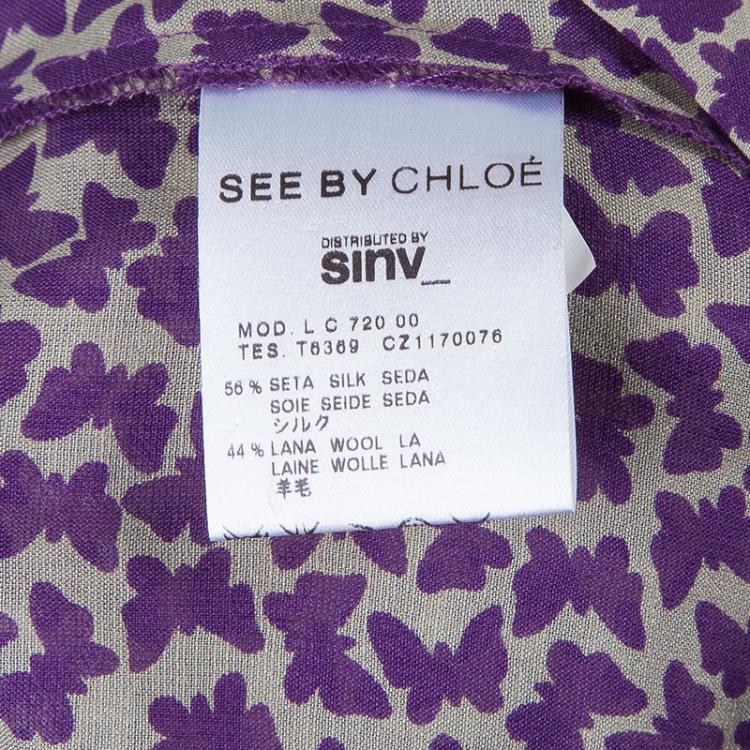 SEE BY CHLOÉ
DISTRIBUTED BY
sinv_
MOD. L C 720 00
TES. T6369 CZ1170076
56 % SETA SILK SEDA
SOIE SEIDE SEDA
シルク
44 % LANA WOOL LA
LAINE WOLLE LANA
羊毛